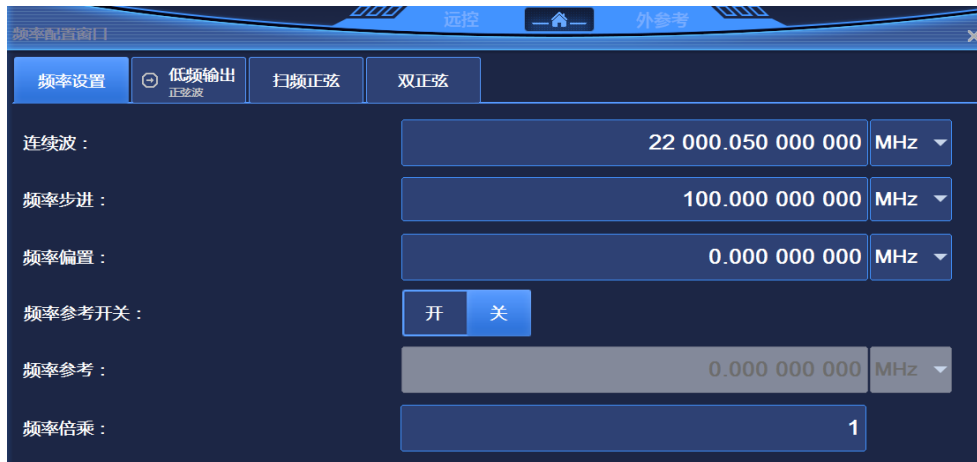 远控 外参考
频率配置窗口
频率设置 低频输出 扫频正弦 双正弦
正弦波
连续波： 22 000.050 000 000 MHz
频率步进： 100.000 000 000 MHz
频率偏置： 0.000 000 000 MHz
频率参考开关： 开 关
频率参考： 0.000 000 000 MHz
频率倍乘： 1